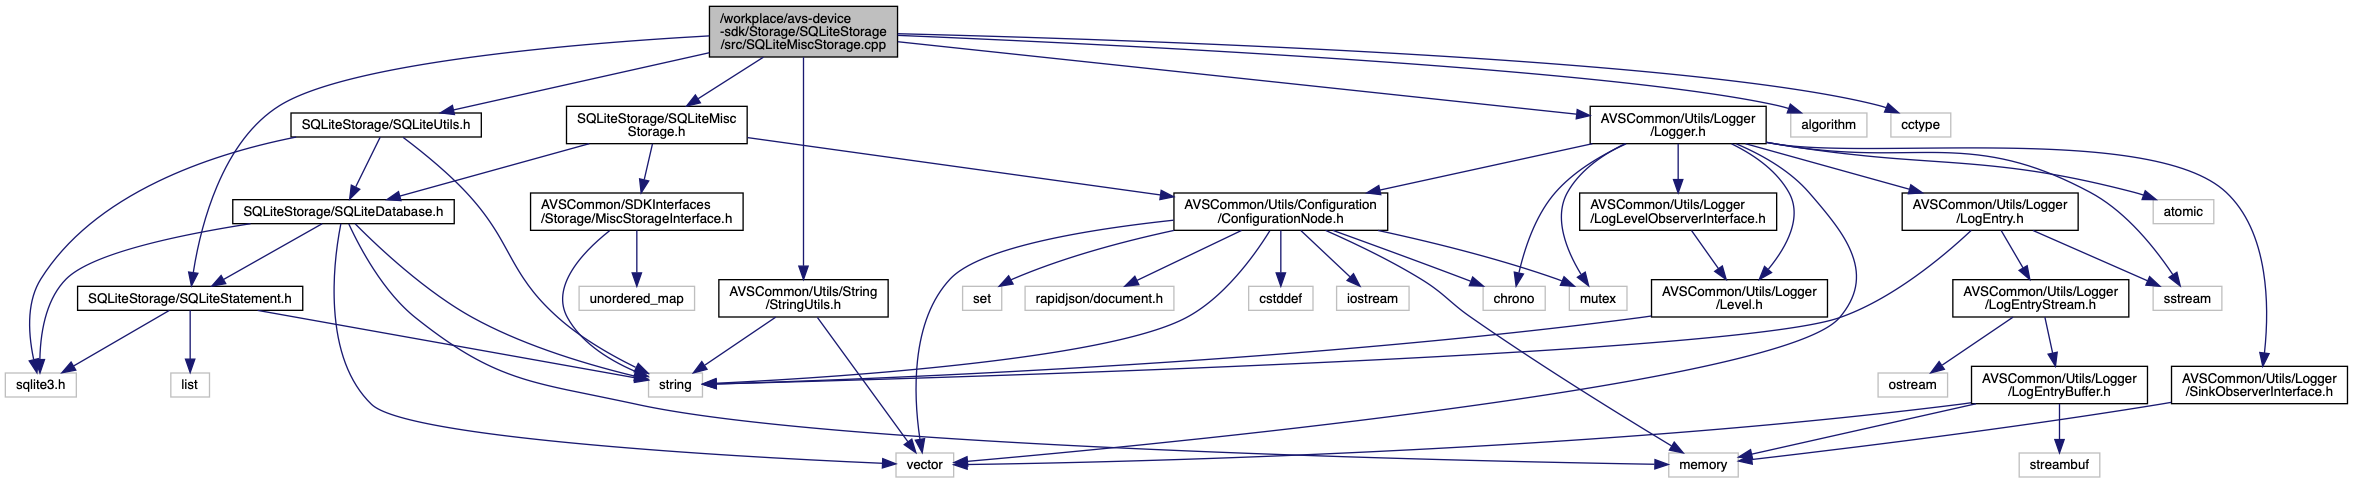 /workplace/avs-device
-sdk/Storage/SQLiteStorage
/src/SQLiteMiscStorage.cpp
SQLiteStorage/SQLiteUtils.h
SQLiteStorage/SQLiteMisc
Storage.h
AVSCommon/Utils/Logger
/Logger.h
algorithm
cctype
SQLiteStorage/SQLiteDatabase.h
AVSCommon/SDKInterfaces
/Storage/MiscStorageInterface.h
AVSCommon/Utils/Configuration
/ConfigurationNode.h
AVSCommon/Utils/Logger
/LogLevelObserverInterface.h
AVSCommon/Utils/Logger
/LogEntry.h
atomic
SQLiteStorage/SQLiteStatement.h
unordered_map
AVSCommon/Utils/String
/StringUtils.h
set
rapidjson/document.h
cstddef
iostream
chrono
mutex
AVSCommon/Utils/Logger
/Level.h
AVSCommon/Utils/Logger
/LogEntryStream.h
sstream
sqlite3.h
list
string
ostream
AVSCommon/Utils/Logger
/LogEntryBuffer.h
AVSCommon/Utils/Logger
/SinkObserverInterface.h
vector
memory
streambuf